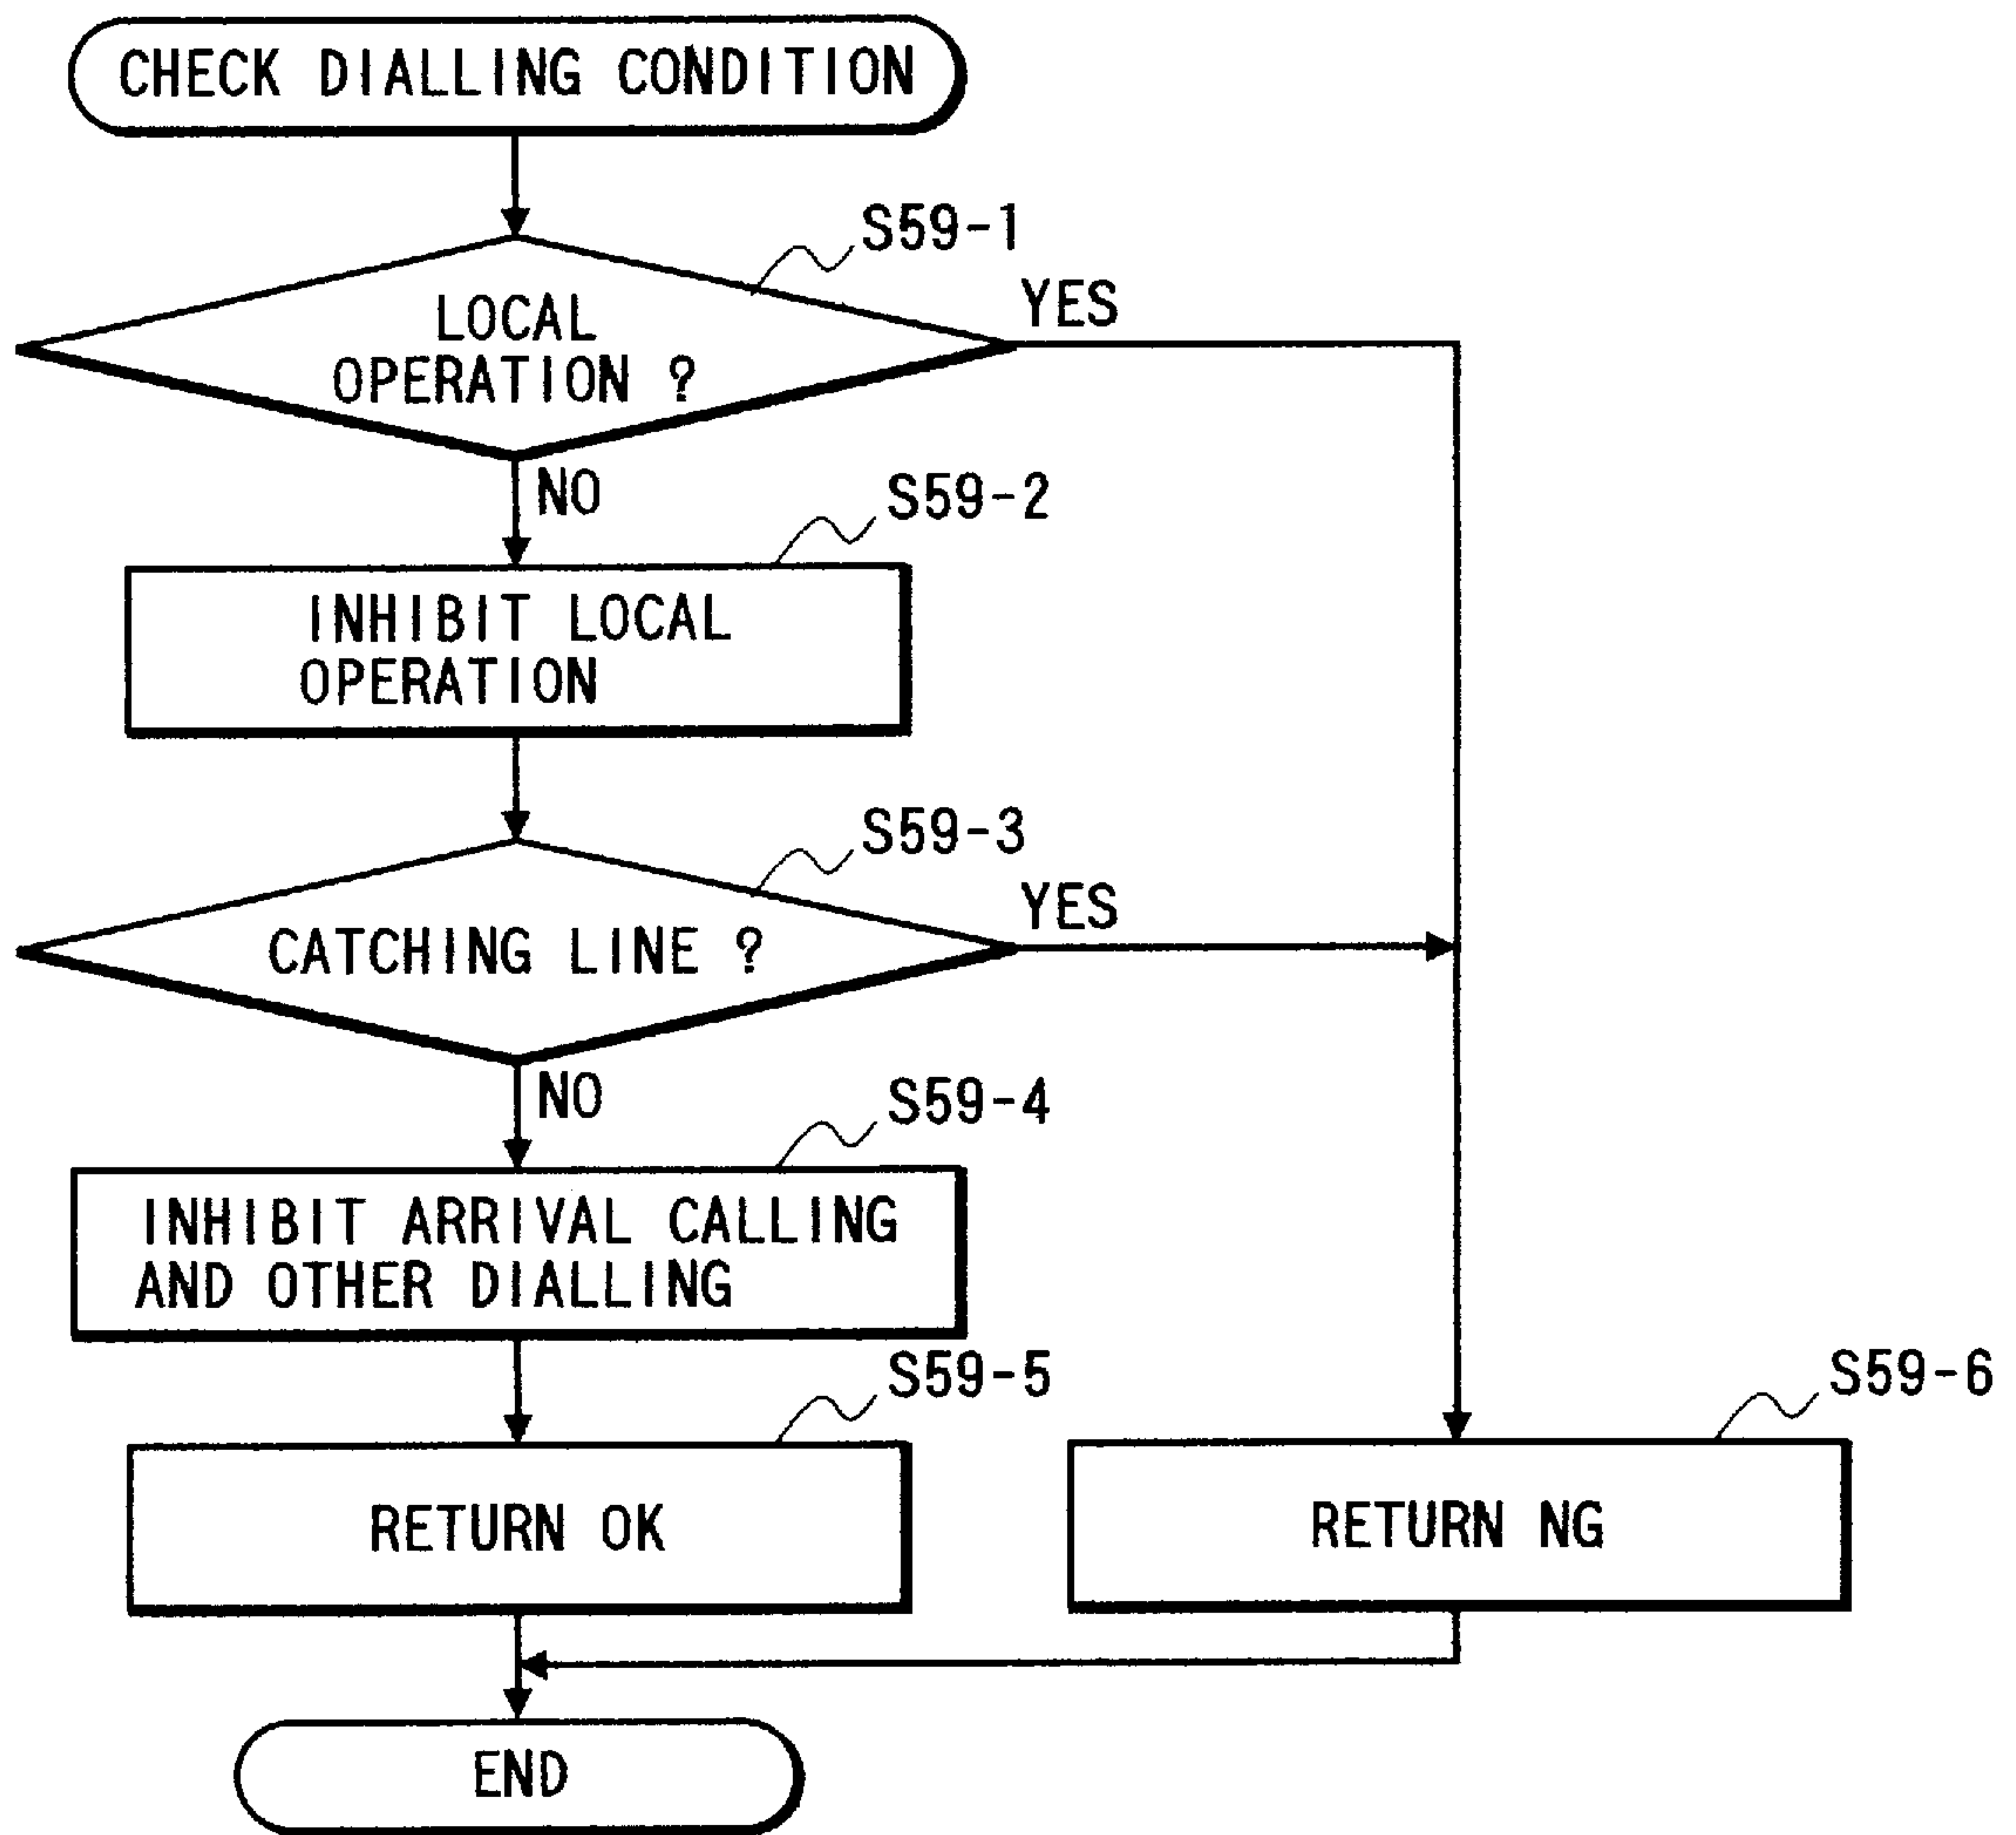 CHECK DIALLING CONDITION
S59-1
LOCAL
OPERATION ?
YES
NO
S59-2
INHIBIT LOCAL
OPERATION
S59-3
CATCHING LINE ?
YES
NO
S59-4
INHIBIT ARRIVAL CALLING
AND OTHER DIALLING
S59-5
RETURN OK
S59-6
RETURN NG
END